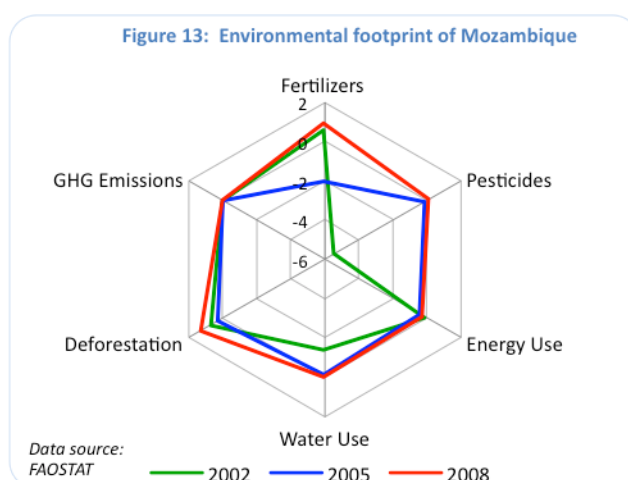 Figure 13: Environmental footprint of Mozambique
Fertilizers
2
0
-2
-4
-6
GHG Emissions
Pesticides
Deforestation
Energy Use
Water Use
Data source:
FAOSTAT
2002 2005 2008